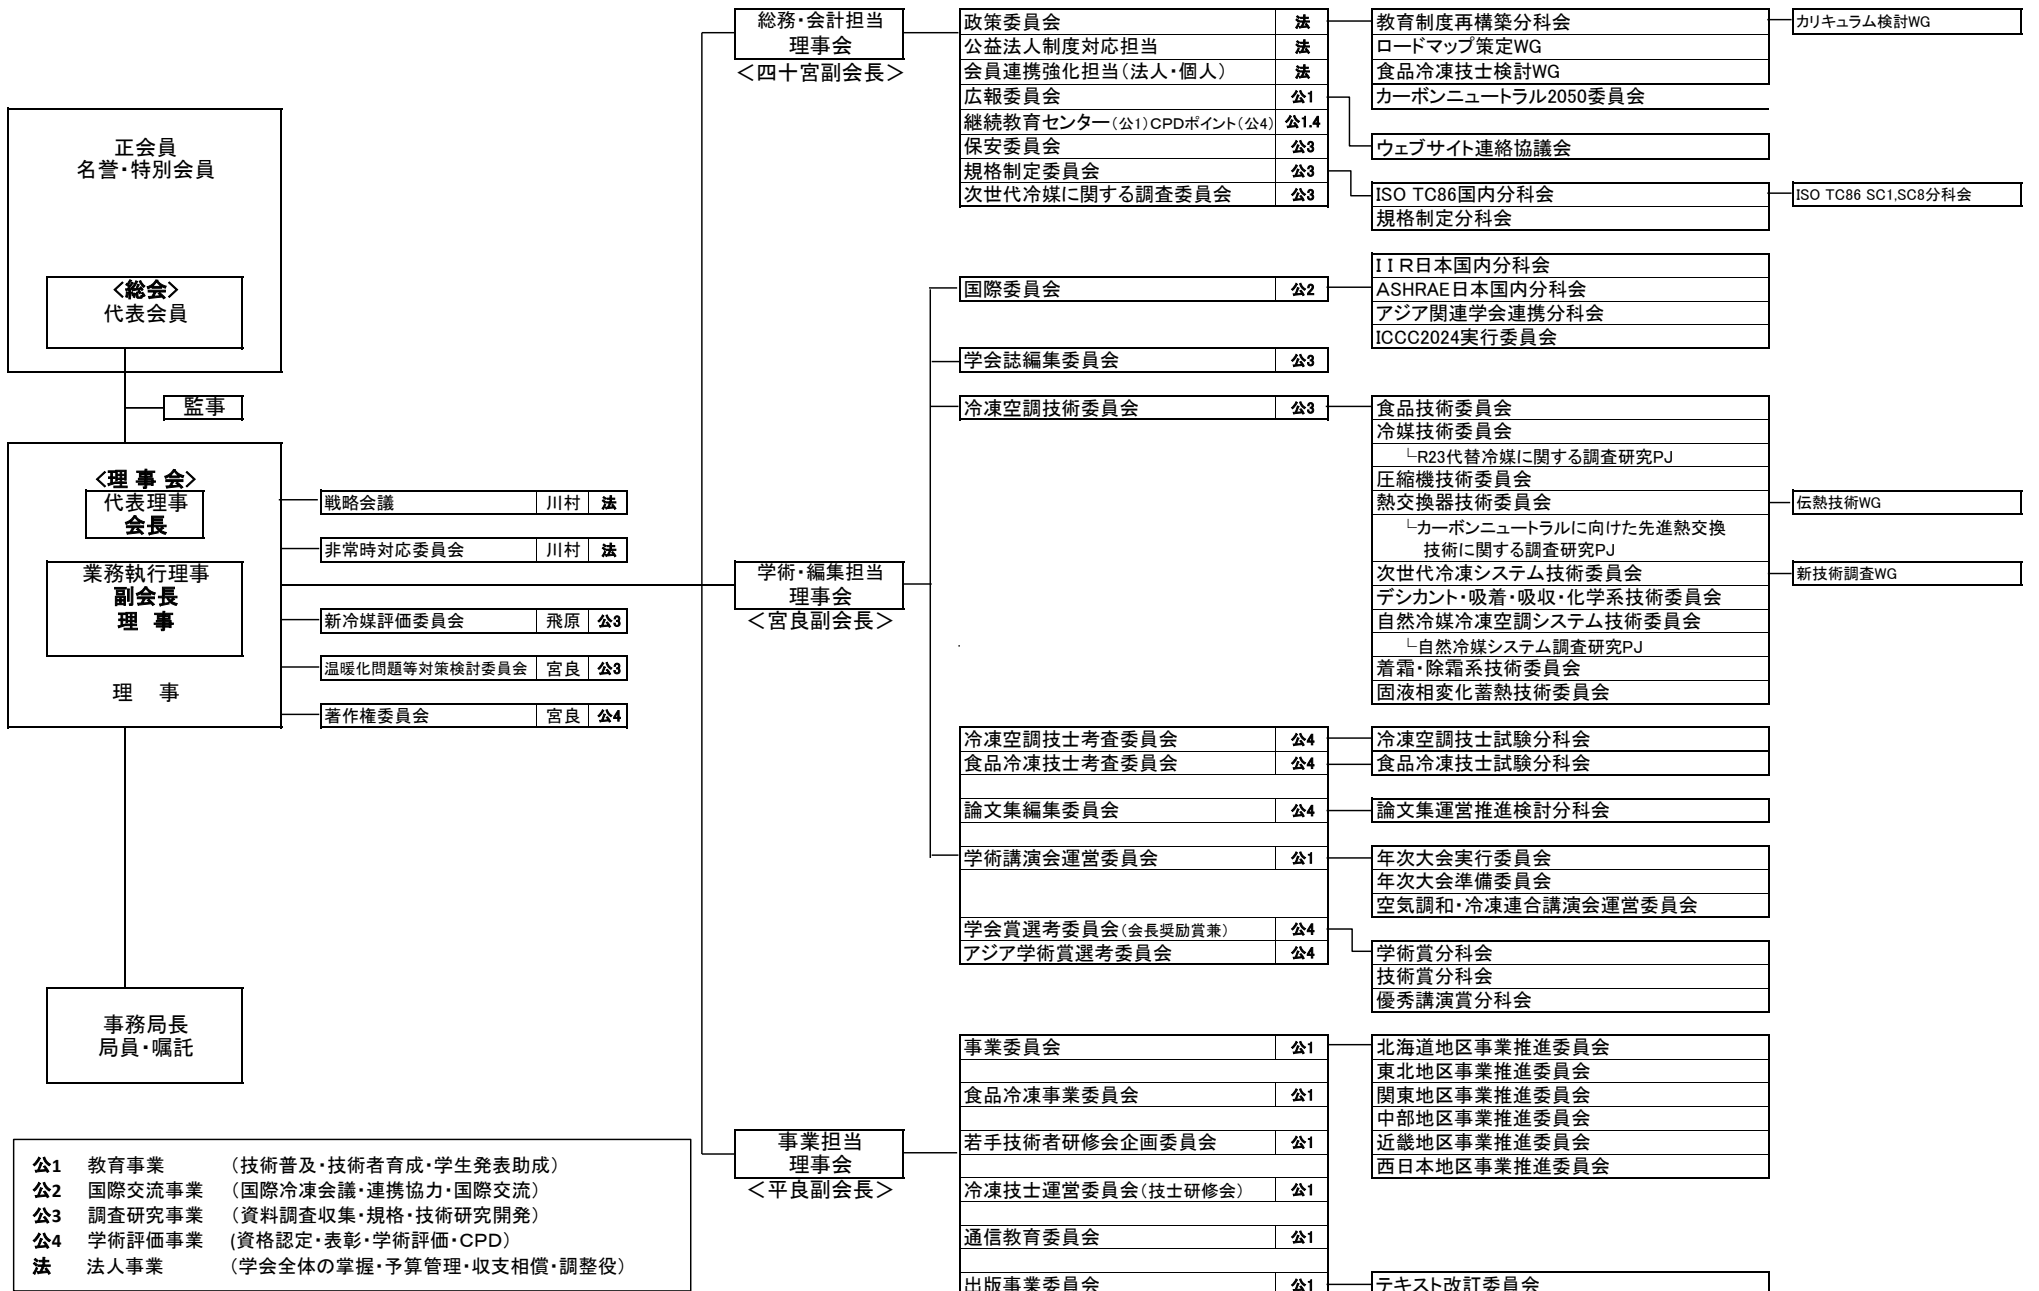 正会員
名誉・特別会員
<総会>
代表会員
監事
<理 事 会>
代表理事
会長
業務執行理事
副会長
理 事
理 事
事務局長
局員・嘱託
戦略会議 川村 法
非常時対応委員会 川村 法
新冷媒評価委員会 飛原 公3
温暖化問題等対策検討委員会 宮良 公3
著作権委員会 宮良 公4
総務・会計担当
理事会
<四十宮副会長>
政策委員会 法
公益法人制度対応担当 法
会員連携強化担当(法人・個人) 法
広報委員会 公1
継続教育センター(公1)CPDポイント(公4) 公1.4
保安委員会 公3
規格制定委員会 公3
次世代冷媒に関する調査委員会 公3
教育制度再構築分科会
ロードマップ策定WG
食品冷凍技士検討WG
カーボンニュートラル2050委員会
カリキュラム検討WG
ウェブサイト連絡協議会
ISO TC86国内分科会
規格制定分科会
ISO TC86 SC1,SC8分科会
学術・編集担当
理事会
<宮良副会長>
国際委員会 公2
IIR日本国内分科会
ASHRAE日本国内分科会
アジア関連学会連携分科会
ICCC2024実行委員会
学会誌編集委員会 公3
冷凍空調技術委員会 公3
食品技術委員会
冷媒技術委員会
└R23代替冷媒に関する調査研究PJ
圧縮機技術委員会
熱交換器技術委員会
└カーボンニュートラルに向けた先進熱交換
技術に関する調査研究PJ
次世代冷凍システム技術委員会
デシカント・吸着・吸収・化学系技術委員会
自然冷媒冷凍空調システム技術委員会
└自然冷媒システム調査研究PJ
着霜・除霜系技術委員会
固液相変化蓄熱技術委員会
伝熱技術WG
新技術調査WG
冷凍空調技士考査委員会 公4
食品冷凍技士考査委員会 公4
論文集編集委員会 公4
学術講演会運営委員会 公1
学会賞選考委員会(会長奨励賞兼) 公4
アジア学術賞選考委員会 公4
冷凍空調技士試験分科会
食品冷凍技士試験分科会
論文集運営推進検討分科会
年次大会実行委員会
年次大会準備委員会
空気調和・冷凍連合講演会運営委員会
学術賞分科会
技術賞分科会
優秀講演賞分科会
事業担当
理事会
<平良副会長>
事業委員会 公1
食品冷凍事業委員会 公1
若手技術者研修会企画委員会 公1
冷凍技士運営委員会(技士研修会) 公1
通信教育委員会 公1
出版事業委員会 公1
北海道地区事業推進委員会
東北地区事業推進委員会
関東地区事業推進委員会
中部地区事業推進委員会
近畿地区事業推進委員会
西日本地区事業推進委員会
テキスト改訂委員会
公1 教育事業 (技術普及・技術者育成・学生発表助成)
公2 国際交流事業 (国際冷凍会議・連携協力・国際交流)
公3 調査研究事業 (資料調査収集・規格・技術研究開発)
公4 学術評価事業 (資格認定・表彰・学術評価・CPD)
法 法人事業 (学会全体の掌握・予算管理・収支相償・調整役)